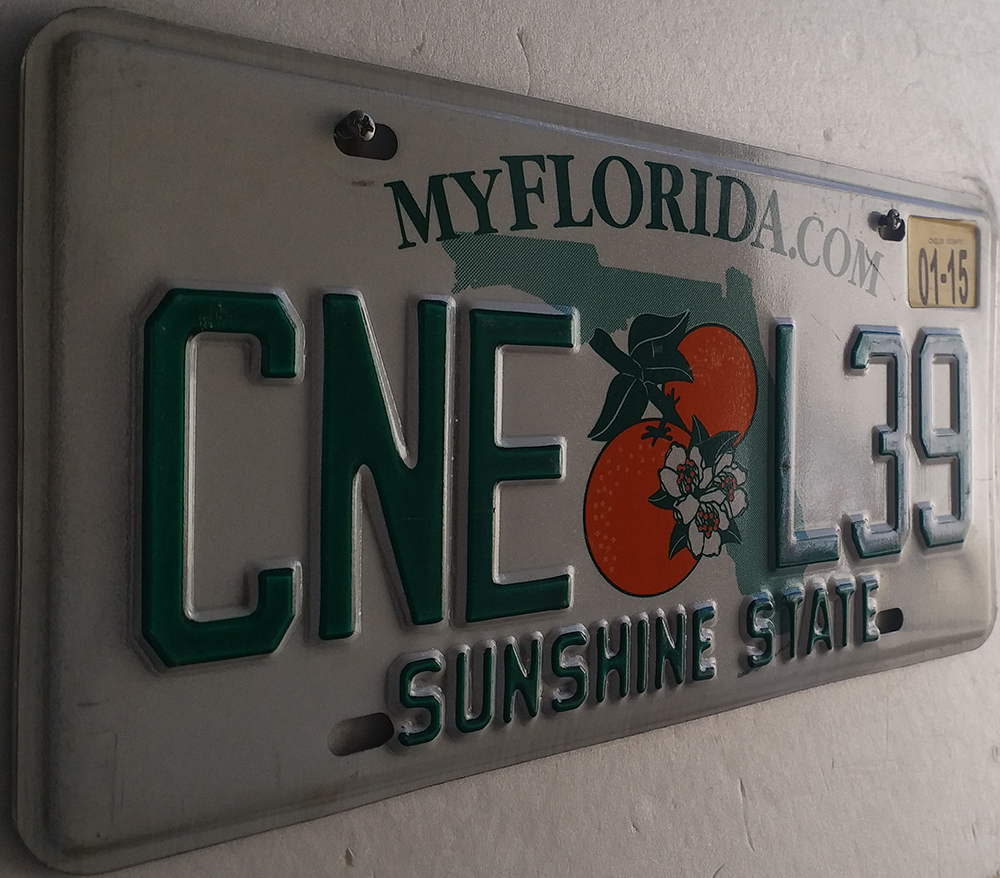 MYFLORIDA.COM
01-15
CNE L39
SUNSHINE STATE